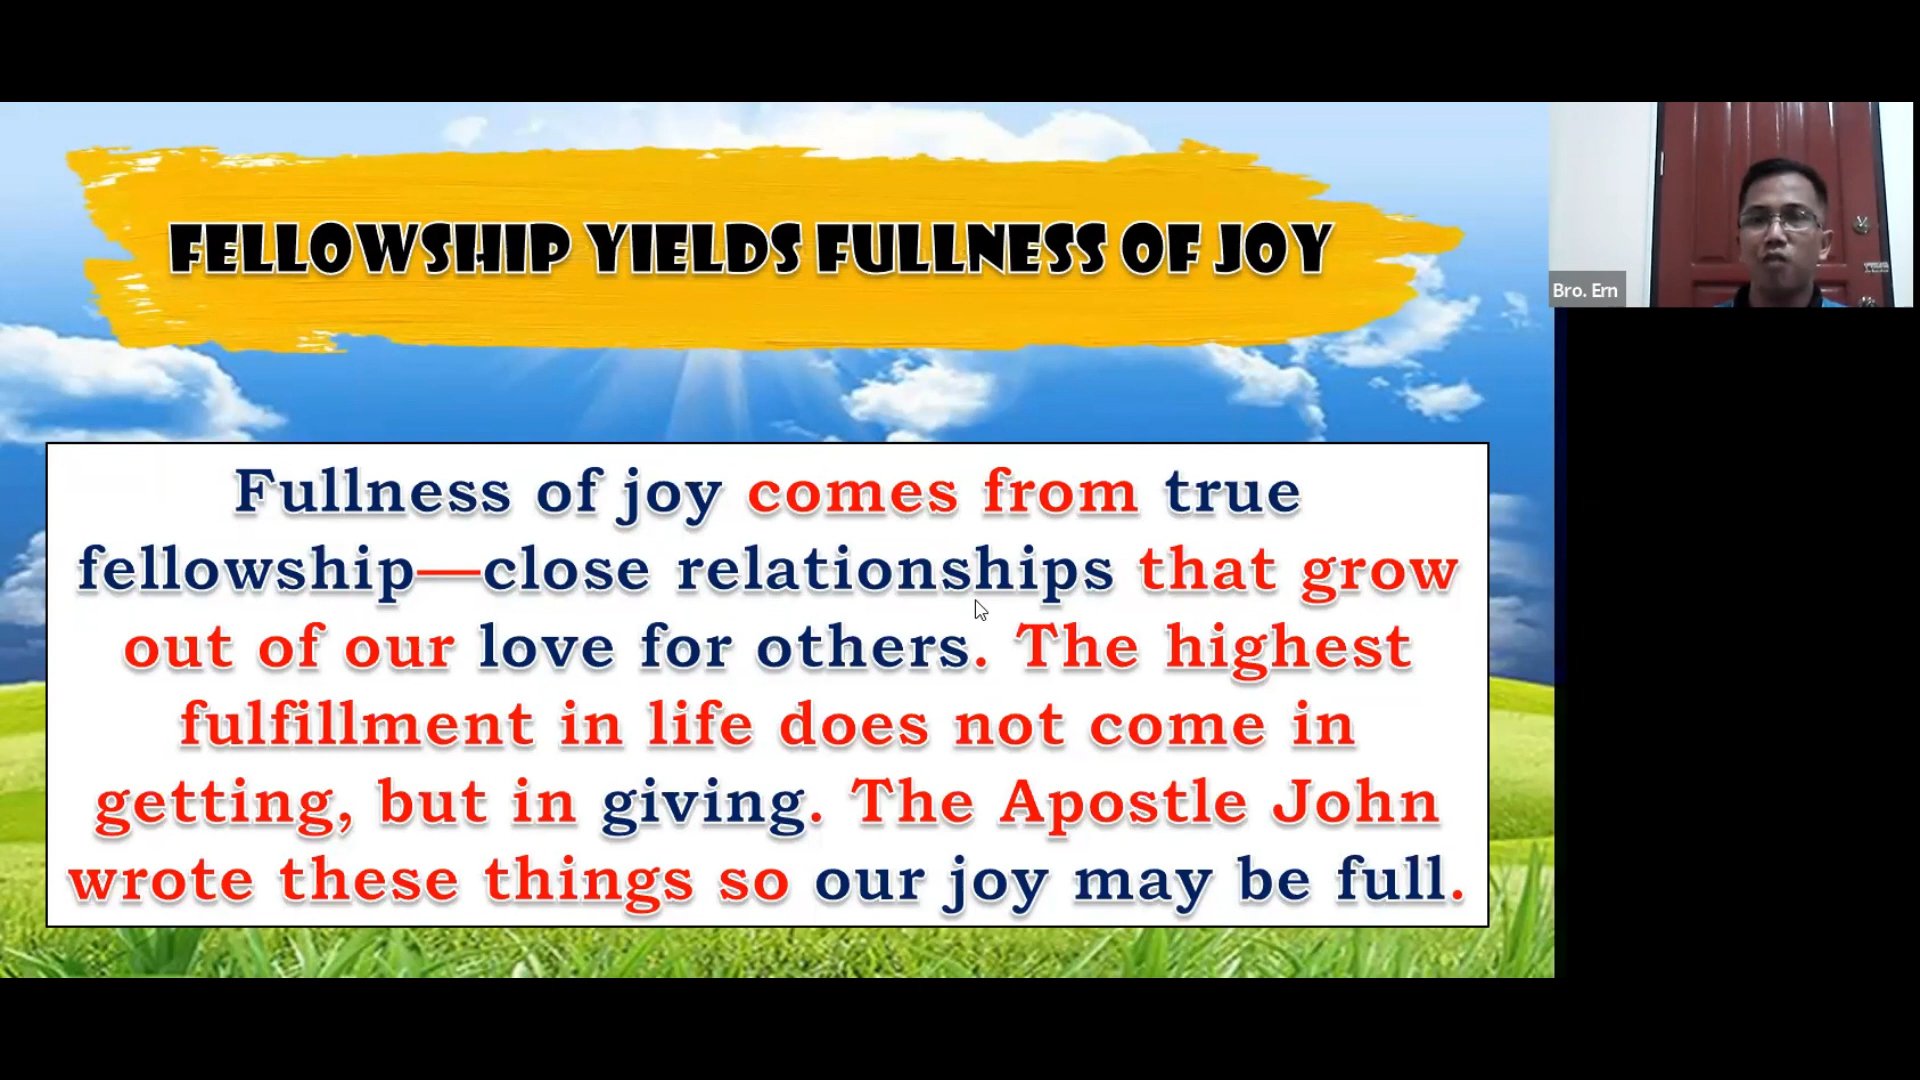 FELLOWSHIP YIELDS FULLNESS OF JOY
Bro. Ern
Fullness of joy comes from true
fellowship—close relationships that grow
out of our love for others. The highest
fulfillment in life does not come in
getting, but in giving. The Apostle John
wrote these things so our joy may be full.